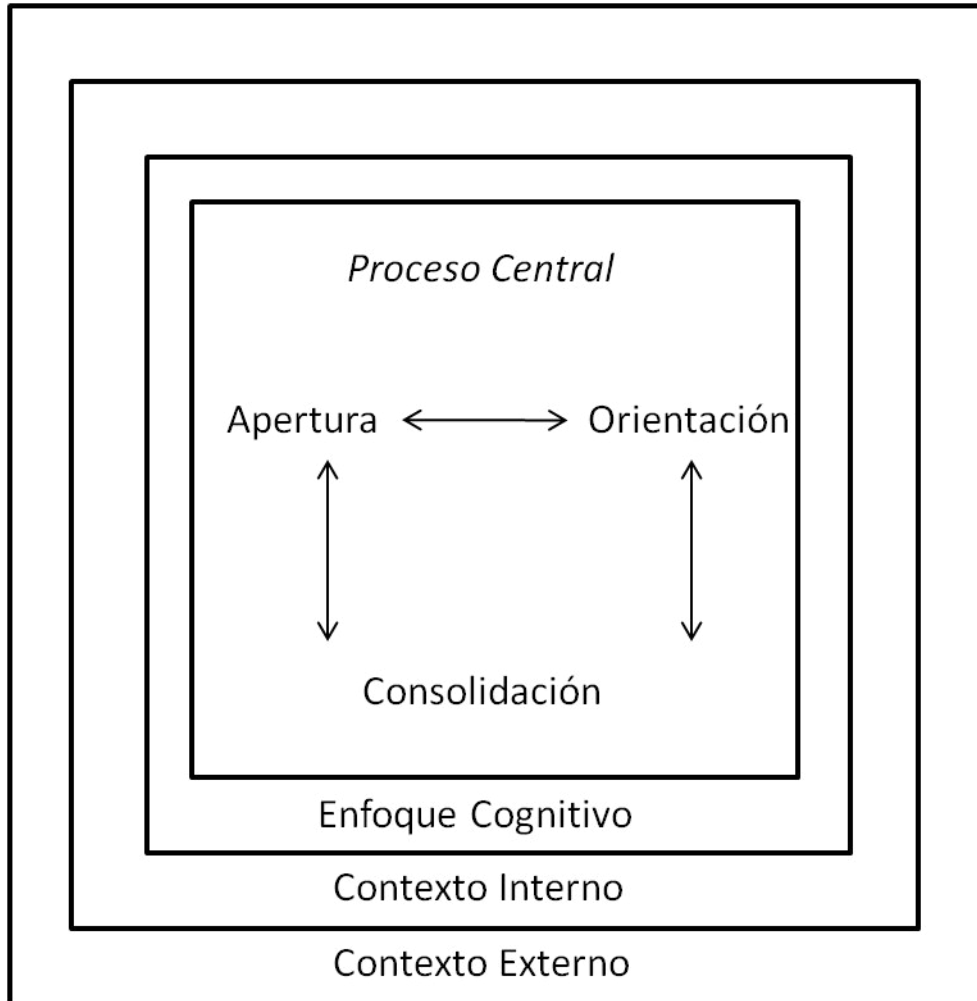 Proceso Central
Apertura Orientación
Consolidación
Enfoque Cognitivo
Contexto Interno
Contexto Externo